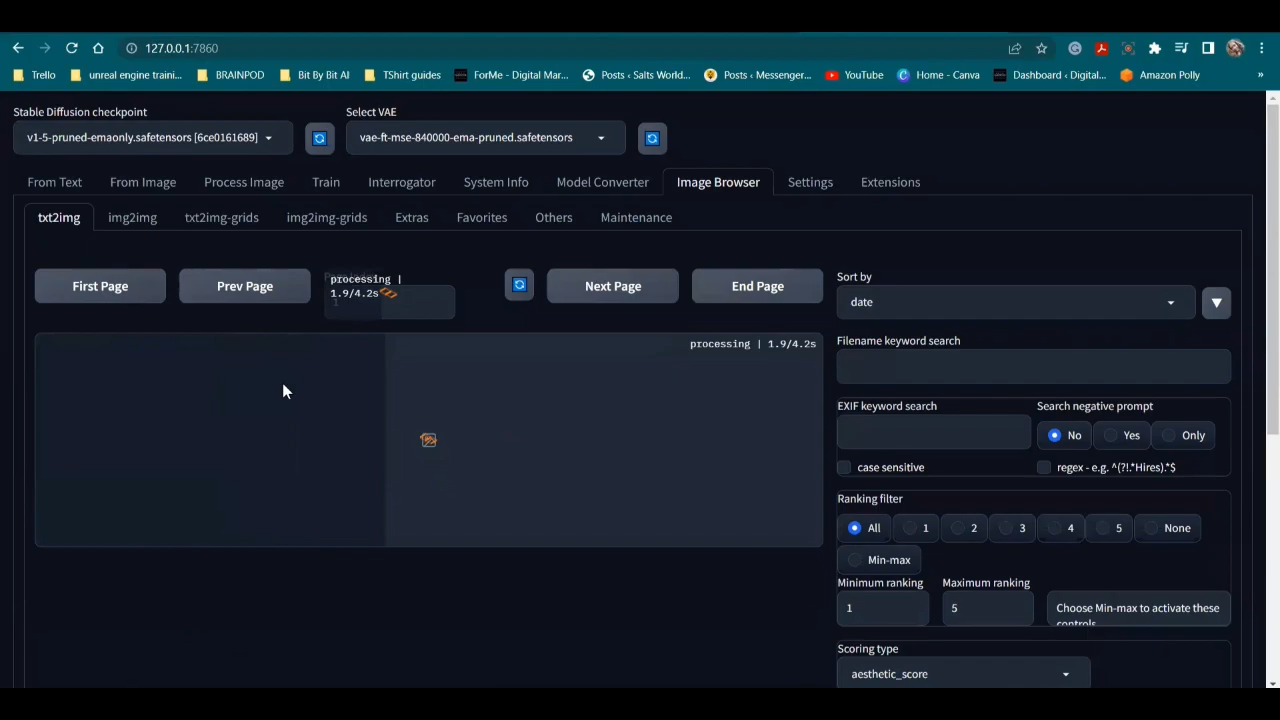 127.0.0.1:7860
Trello
unreal engine traini...
BRAINPOD
Bit By Bit AI
TShirt guides
ForMe - Digital Mar...
Posts ‹ Salts World...
Posts ‹ Messenger...
YouTube
Home - Canva
Dashboard ‹ Digital...
Amazon Polly
»
Stable Diffusion checkpoint
Select VAE
v1-5-pruned-emaonly.safetensors [6ce0161689]
vae-ft-mse-840000-ema-pruned.safetensors
From Text
From Image
Process Image
Train
Interrogator
System Info
Model Converter
Image Browser
Settings
Extensions
txt2img
img2img
txt2img-grids
img2img-grids
Extras
Favorites
Others
Maintenance
First Page
Prev Page
processing |
1.9/4.2s
1
Next Page
End Page
processing | 1.9/4.2s
Sort by
date
Filename keyword search
EXIF keyword search
Search negative prompt
No
Yes
Only
case sensitive
regex - e.g. ^(?!.*Hires).*$
Ranking filter
All
1
2
3
4
5
None
Min-max
Minimum ranking
Maximum ranking
1
5
Choose Min-max to activate these
controls
Scoring type
aesthetic_score